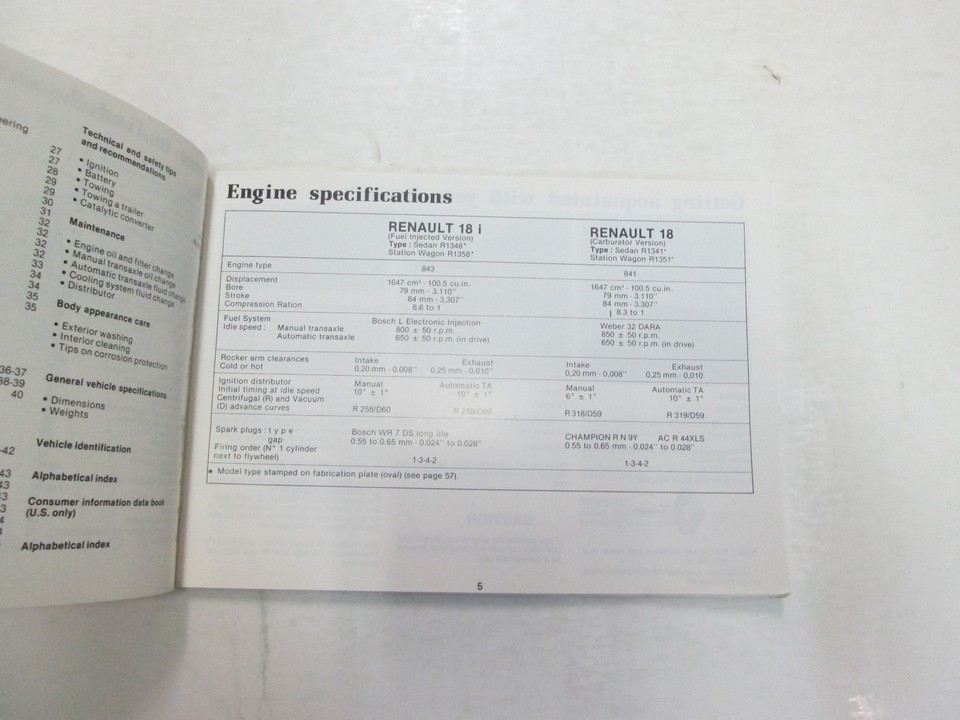 ering
Technical and safety tips
and recommendations
27 • Ignition
27 • Battery
28 • Towing
29 • Towing a trailer
29 • Catalytic converter
30
31 Maintenance
32 • Engine oil and filter change
32 • Manual transaxle oil change
32 • Automatic transaxle fluid change
32 • Cooling system fluid change
33 • Distributor
34
34 Body appearance care
35 • Exterior washing
35 • Interior cleaning
• Tips on corrosion protection
36-37 General vehicle specifications
38-39 • Dimensions
40 • Weights
Vehicle identification
-42
43 Alphabetical index
43
Consumer information data book
(U.S. only)
Alphabetical index
Engine specifications
RENAULT 18 i
(Fuel Injected Version)
Type : Sedan R1348*
Station Wagon R1358*
RENAULT 18
(Carburetor Version)
Type : Sedan R1341*
Station Wagon R1351*
Engine type 843 841
Displacement 1647 cm³ - 100.5 cu.in. 1647 cm³ - 100.5 cu.in.
Bore 79 mm - 3.110" 79 mm - 3.110"
Stroke 84 mm - 3.307" 84 mm - 3.307"
Compression Ration 8.6 to 1 8.3 to 1
Fuel System Bosch L Electronic Injection Weber 32 DARA
Idle speed : Manual transaxle 800 ± 50 r.p.m. 850 ± 50 r.p.m.
Automatic transaxle 650 ± 50 r.p.m. (in drive) 650 ± 50 r.p.m. (in drive)
Rocker arm clearances Intake Exhaust Intake Exhaust
Cold or hot 0.20 mm - 0.008" 0.25 mm - 0.010" 0.20 mm - 0.008" 0,25 mm - 0,010
Ignition distributor Manual Automatic TA Manual Automatic TA
Initial timing at idle speed 10° ± 1° 10° ± 1° 6° ± 1° 10° ± 1°
Centrifugal (R) and Vacuum
(D) advance curves R 258/D60 R 258/D60 R 318/D59 R 319/D59
Spark plugs : t y p e Bosch WR 7 DS long life CHAMPION R N 9Y AC R 44XLS
gap 0.55 to 0.65 mm - 0.024" to 0.028" 0.55 to 0.65 mm - 0.024" to 0.028"
Firing order (N° 1 cylinder
next to flywheel) 1-3-4-2 1-3-4-2
* Model type stamped on fabrication plate (oval) (see page 57).
5